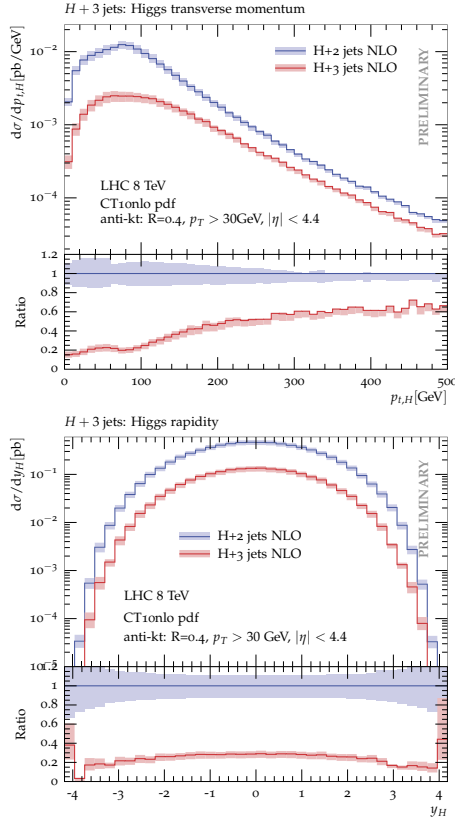 H + 3 jets: Higgs transverse momentum
dσ/dp_{t,H}[pb/GeV]
10^{-2}
10^{-3}
10^{-4}
H+2 jets NLO
H+3 jets NLO
PRELIMINARY
LHC 8 TeV
CT10nlo pdf
anti-kt: R=0.4, p_T > 30GeV, |η| < 4.4
Ratio
1.2
1
0.8
0.6
0.4
0.2
0
0 100 200 300 400 500
p_{t,H}[GeV]
H + 3 jets: Higgs rapidity
dσ/dy_H[pb]
10^{-1}
10^{-2}
10^{-3}
10^{-4}
H+2 jets NLO
H+3 jets NLO
PRELIMINARY
LHC 8 TeV
CT10nlo pdf
anti-kt: R=0.4, p_T > 30 GeV, |η| < 4.4
Ratio
1
0.8
0.6
0.4
0.2
0
-4 -3 -2 -1 0 1 2 3 4
y_H